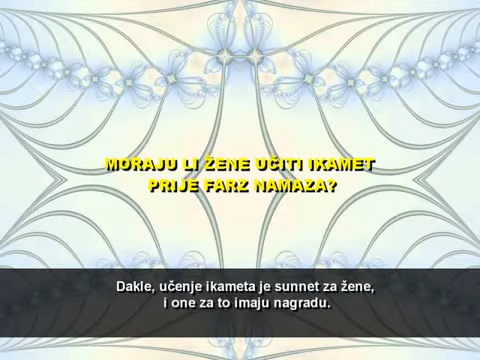 MORAJU LI ŽENE UČITI IKAMET
PRIJE FARZ NAMAZA?
Dakle, učenje ikameta je sunnet za žene,
i one za to imaju nagradu.